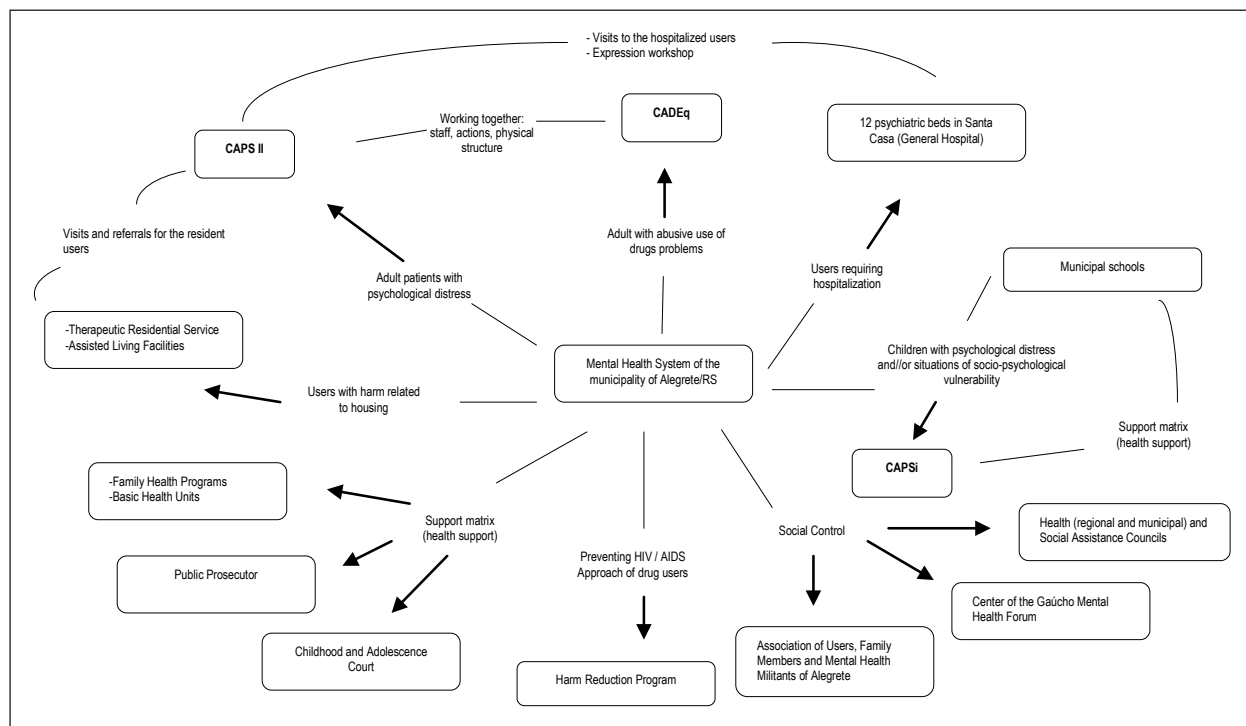 - Visits to the hospitalized users
- Expression workshop
CADEq
Working together:
staff, actions, physical
structure
CAPS II
12 psychiatric beds in Santa
Casa (General Hospital)
Visits and referrals for the resident
users
Adult with abusive use of
drugs problems
Adult patients with
psychological distress
Users requiring
hospitalization
Municipal schools
-Therapeutic Residential Service
-Assisted Living Facilities
Mental Health System of the
municipality of Alegrete/RS
Children with psychological distress
and//or situations of socio-psychological
vulnerability
Users with harm related
to housing
Support matrix
(health support)
CAPSi
-Family Health Programs
-Basic Health Units
Support matrix
(health support)
Social Control
Health (regional and municipal) and
Social Assistance Councils
Public Prosecutor
Preventing HIV / AIDS
Approach of drug users
Center of the Gaúcho Mental
Health Forum
Childhood and Adolescence
Court
Harm Reduction Program
Association of Users, Family
Members and Mental Health
Militants of Alegrete